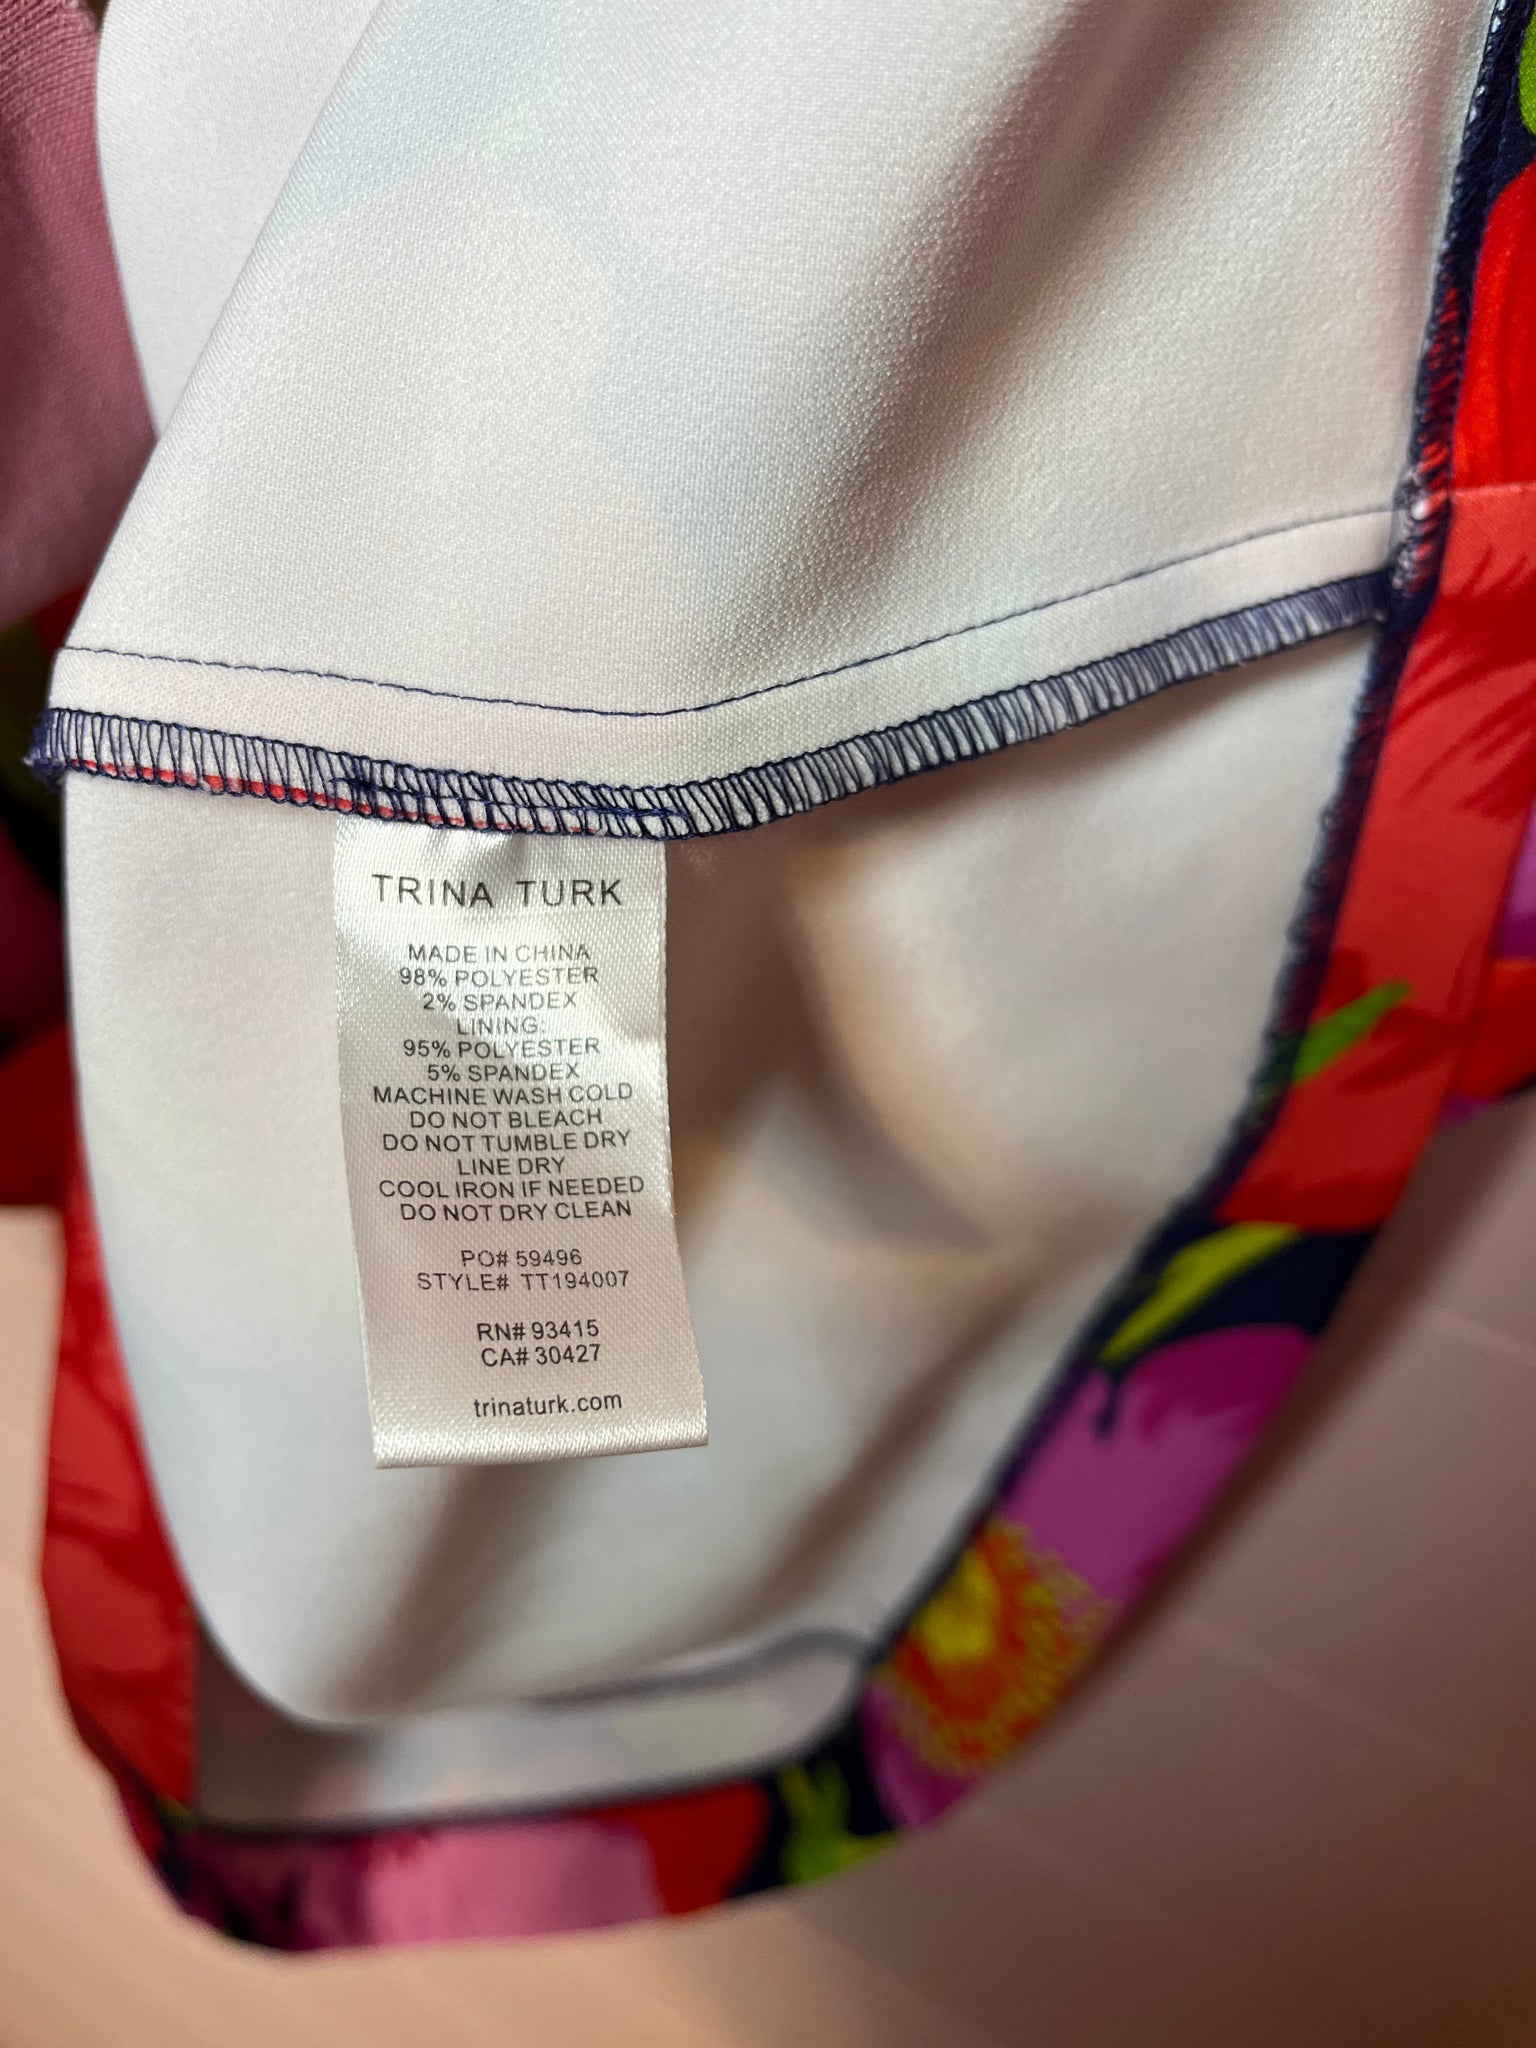 TRINA TURK
MADE IN CHINA
98% POLYESTER
2% SPANDEX
LINING:
95% POLYESTER
5% SPANDEX
MACHINE WASH COLD
DO NOT BLEACH
DO NOT TUMBLE DRY
LINE DRY
COOL IRON IF NEEDED
DO NOT DRY CLEAN
PO# 59496
STYLE# TT194007
RN# 93415
CA# 30427
trinaturk.com